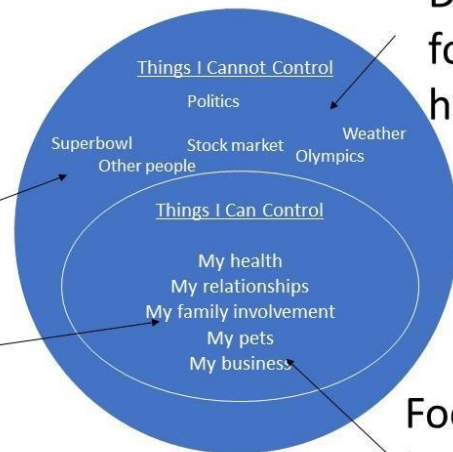 Things I Cannot Control
Politics
Superbowl
Stock market
Weather
Other people
Olympics
Things I Can Control
My health
My relationships
My family involvement
My pets
My business